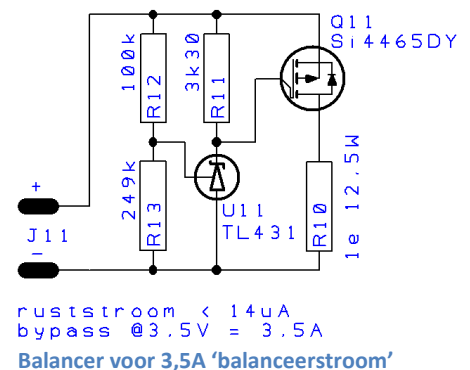 Q11
Si4465DY
100k
R12
3k30
R11
249k
R13
U11
TL431
R10
1e 12,5W
+
J11
-
ruststroom < 14uA
bypass @3.5V = 3.5A
Balancer voor 3,5A ‘balanceerstroom’